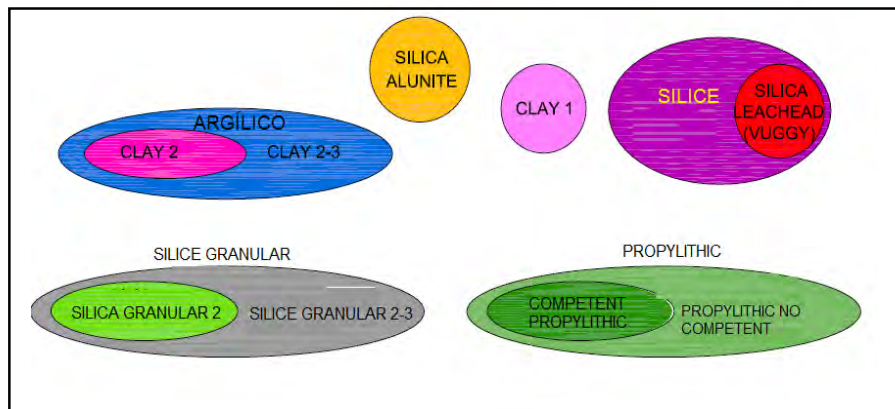 SILICA
ALUNITE
CLAY 1
SILICE
SILICA
LEACHEAD
(VUGGY)
ARGÍLICO
CLAY 2
CLAY 2-3
SILICE GRANULAR
SILICA GRANULAR 2
SILICE GRANULAR 2-3
PROPYLITHIC
COMPETENT
PROPYLITHIC
PROPYLITHIC NO
COMPETENT